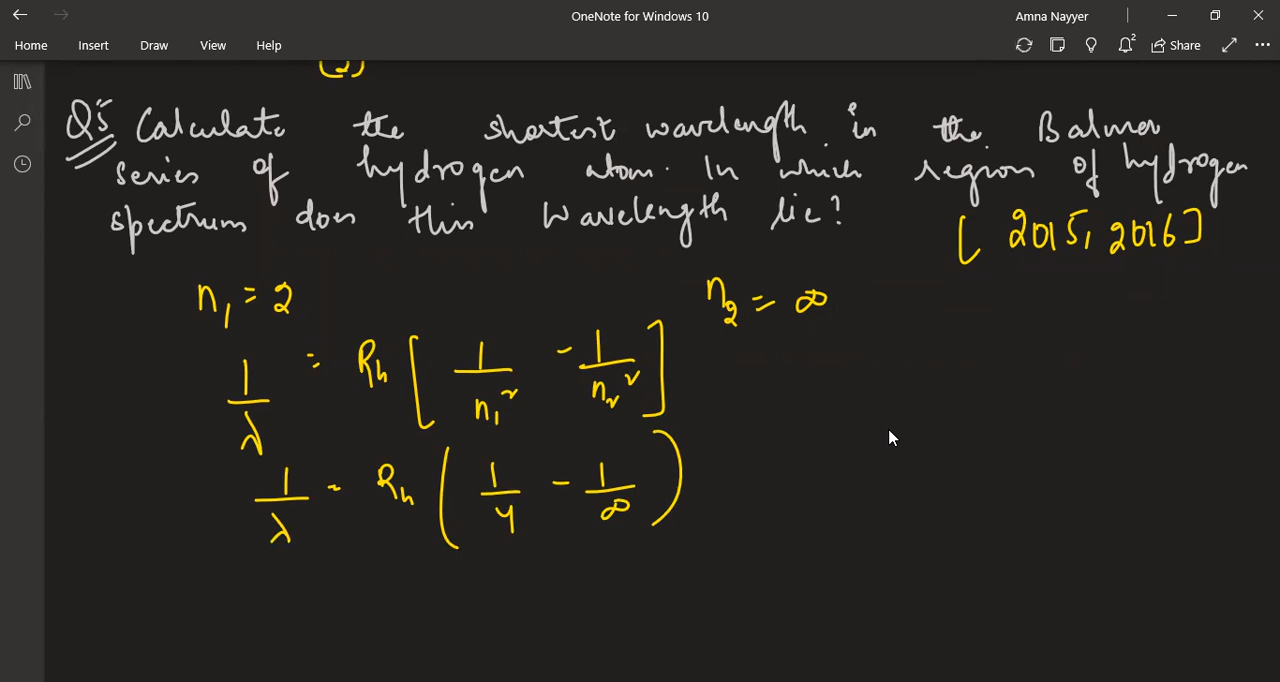 OneNote for Windows 10
Amna Nayyer
Home Insert Draw View Help
2 Share
(2)
Q5 Calculate the shortest wavelength in the Balmer
series of hydrogen atom. In which region of hydrogen
spectrum does this wavelength lie?
[2015, 2016]
n₁ = 2 n₂ = ∞
1/λ = Rh [ 1/n₁² - 1/n₂² ]
1/λ = Rh ( 1/4 - 1/∞ )